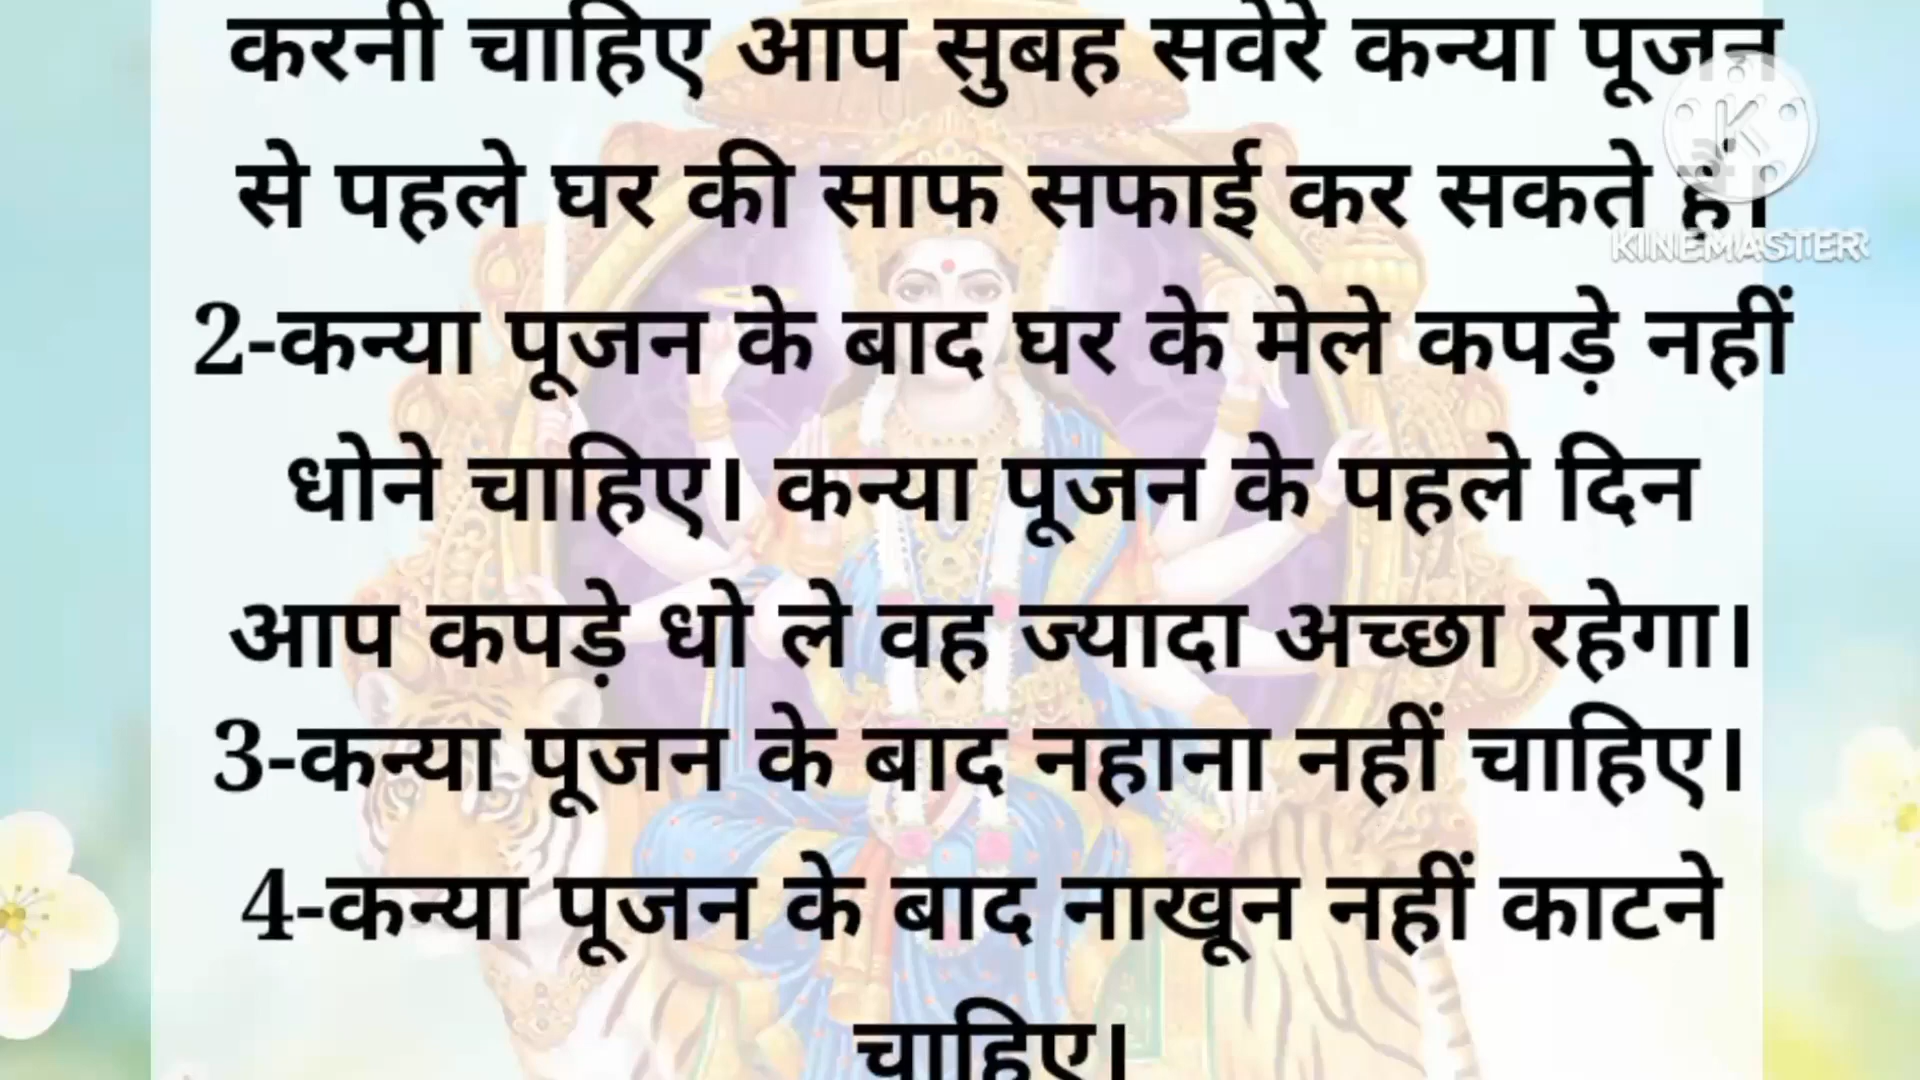 करनी चाहिए आप सुबह सवेरे कन्या पूजन
से पहले घर की साफ सफाई कर सकते हैं।
KINEMASTER
2-कन्या पूजन के बाद घर के मेले कपड़े नहीं
धोने चाहिए। कन्या पूजन के पहले दिन
आप कपड़े धो ले वह ज्यादा अच्छा रहेगा।
3-कन्या पूजन के बाद नहाना नहीं चाहिए।
4-कन्या पूजन के बाद नाखून नहीं काटने
चाहिए।